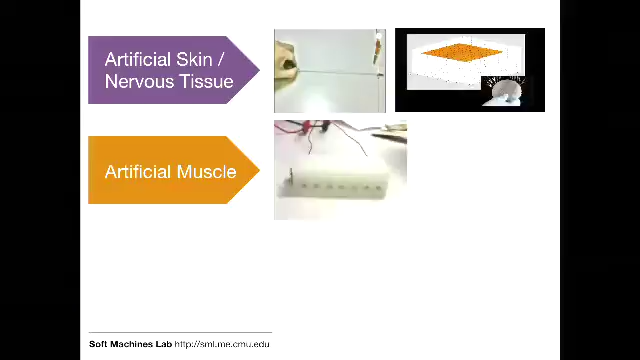 Artificial Skin /
Nervous Tissue
Artificial Muscle
Soft Machines Lab http://sml.me.cmu.edu